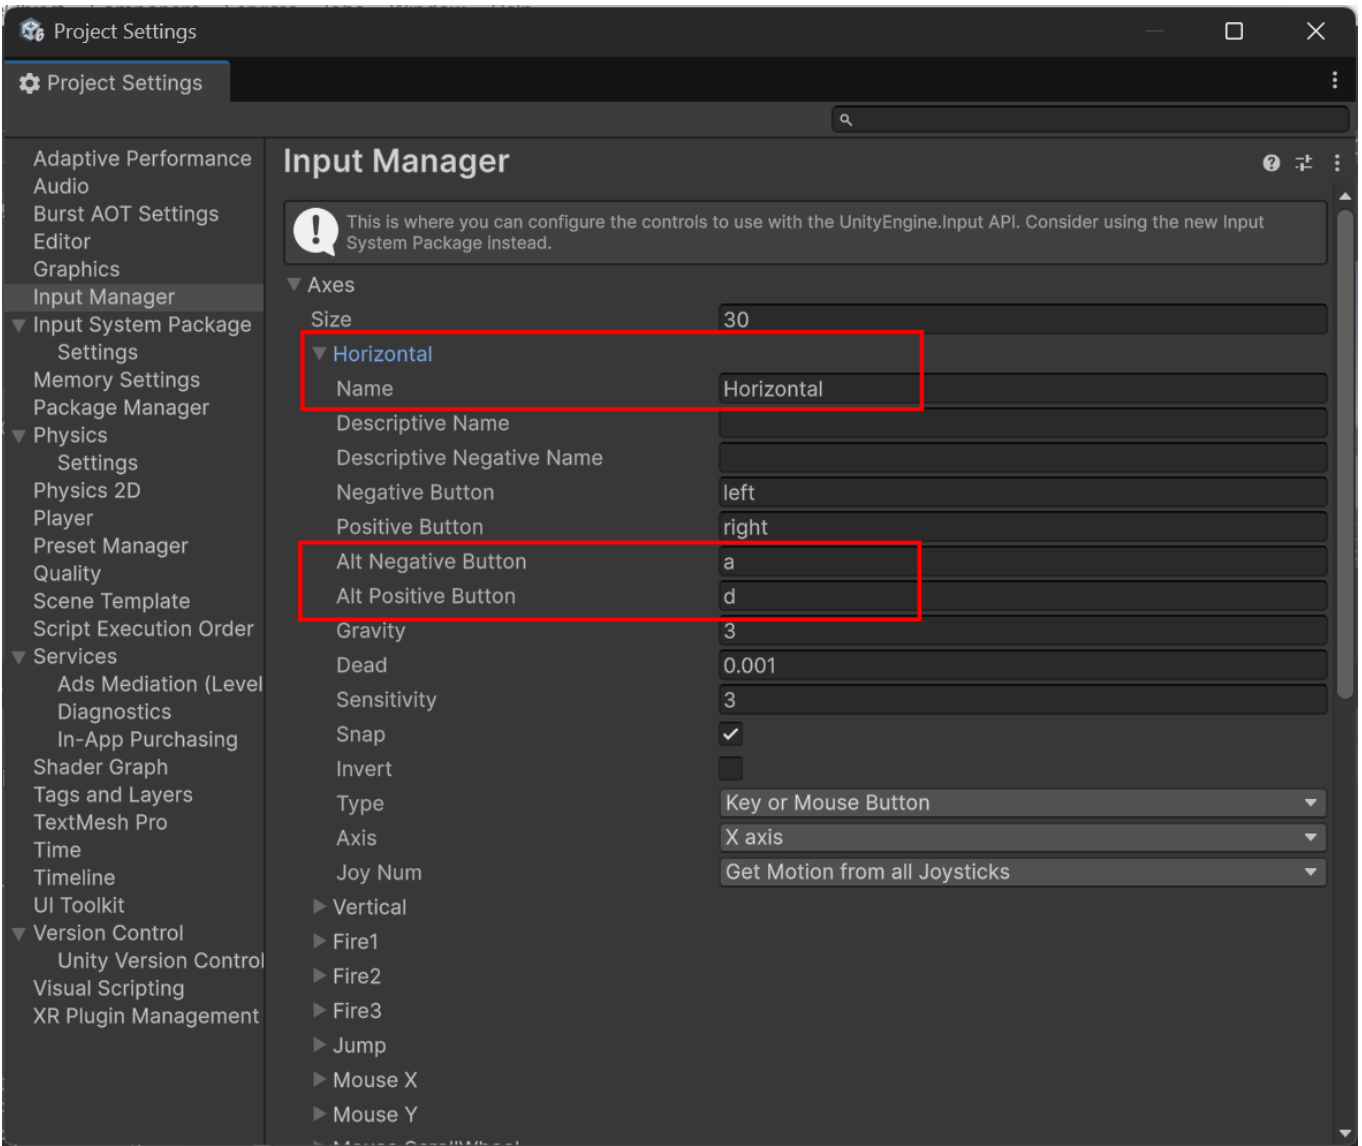 Project Settings
Project Settings
Adaptive Performance
Audio
Burst AOT Settings
Editor
Graphics
Input Manager
Input System Package
Settings
Memory Settings
Package Manager
Physics
Settings
Physics 2D
Player
Preset Manager
Quality
Scene Template
Script Execution Order
Services
Ads Mediation (Level
Diagnostics
In-App Purchasing
Shader Graph
Tags and Layers
TextMesh Pro
Time
Timeline
UI Toolkit
Version Control
Unity Version Control
Visual Scripting
XR Plugin Management
Input Manager
This is where you can configure the controls to use with the UnityEngine.Input API. Consider using the new Input
System Package instead.
Axes
Size 30
Horizontal
Name Horizontal
Descriptive Name
Descriptive Negative Name
Negative Button left
Positive Button right
Alt Negative Button a
Alt Positive Button d
Gravity 3
Dead 0.001
Sensitivity 3
Snap
Invert
Type Key or Mouse Button
Axis X axis
Joy Num Get Motion from all Joysticks
Vertical
Fire1
Fire2
Fire3
Jump
Mouse X
Mouse Y